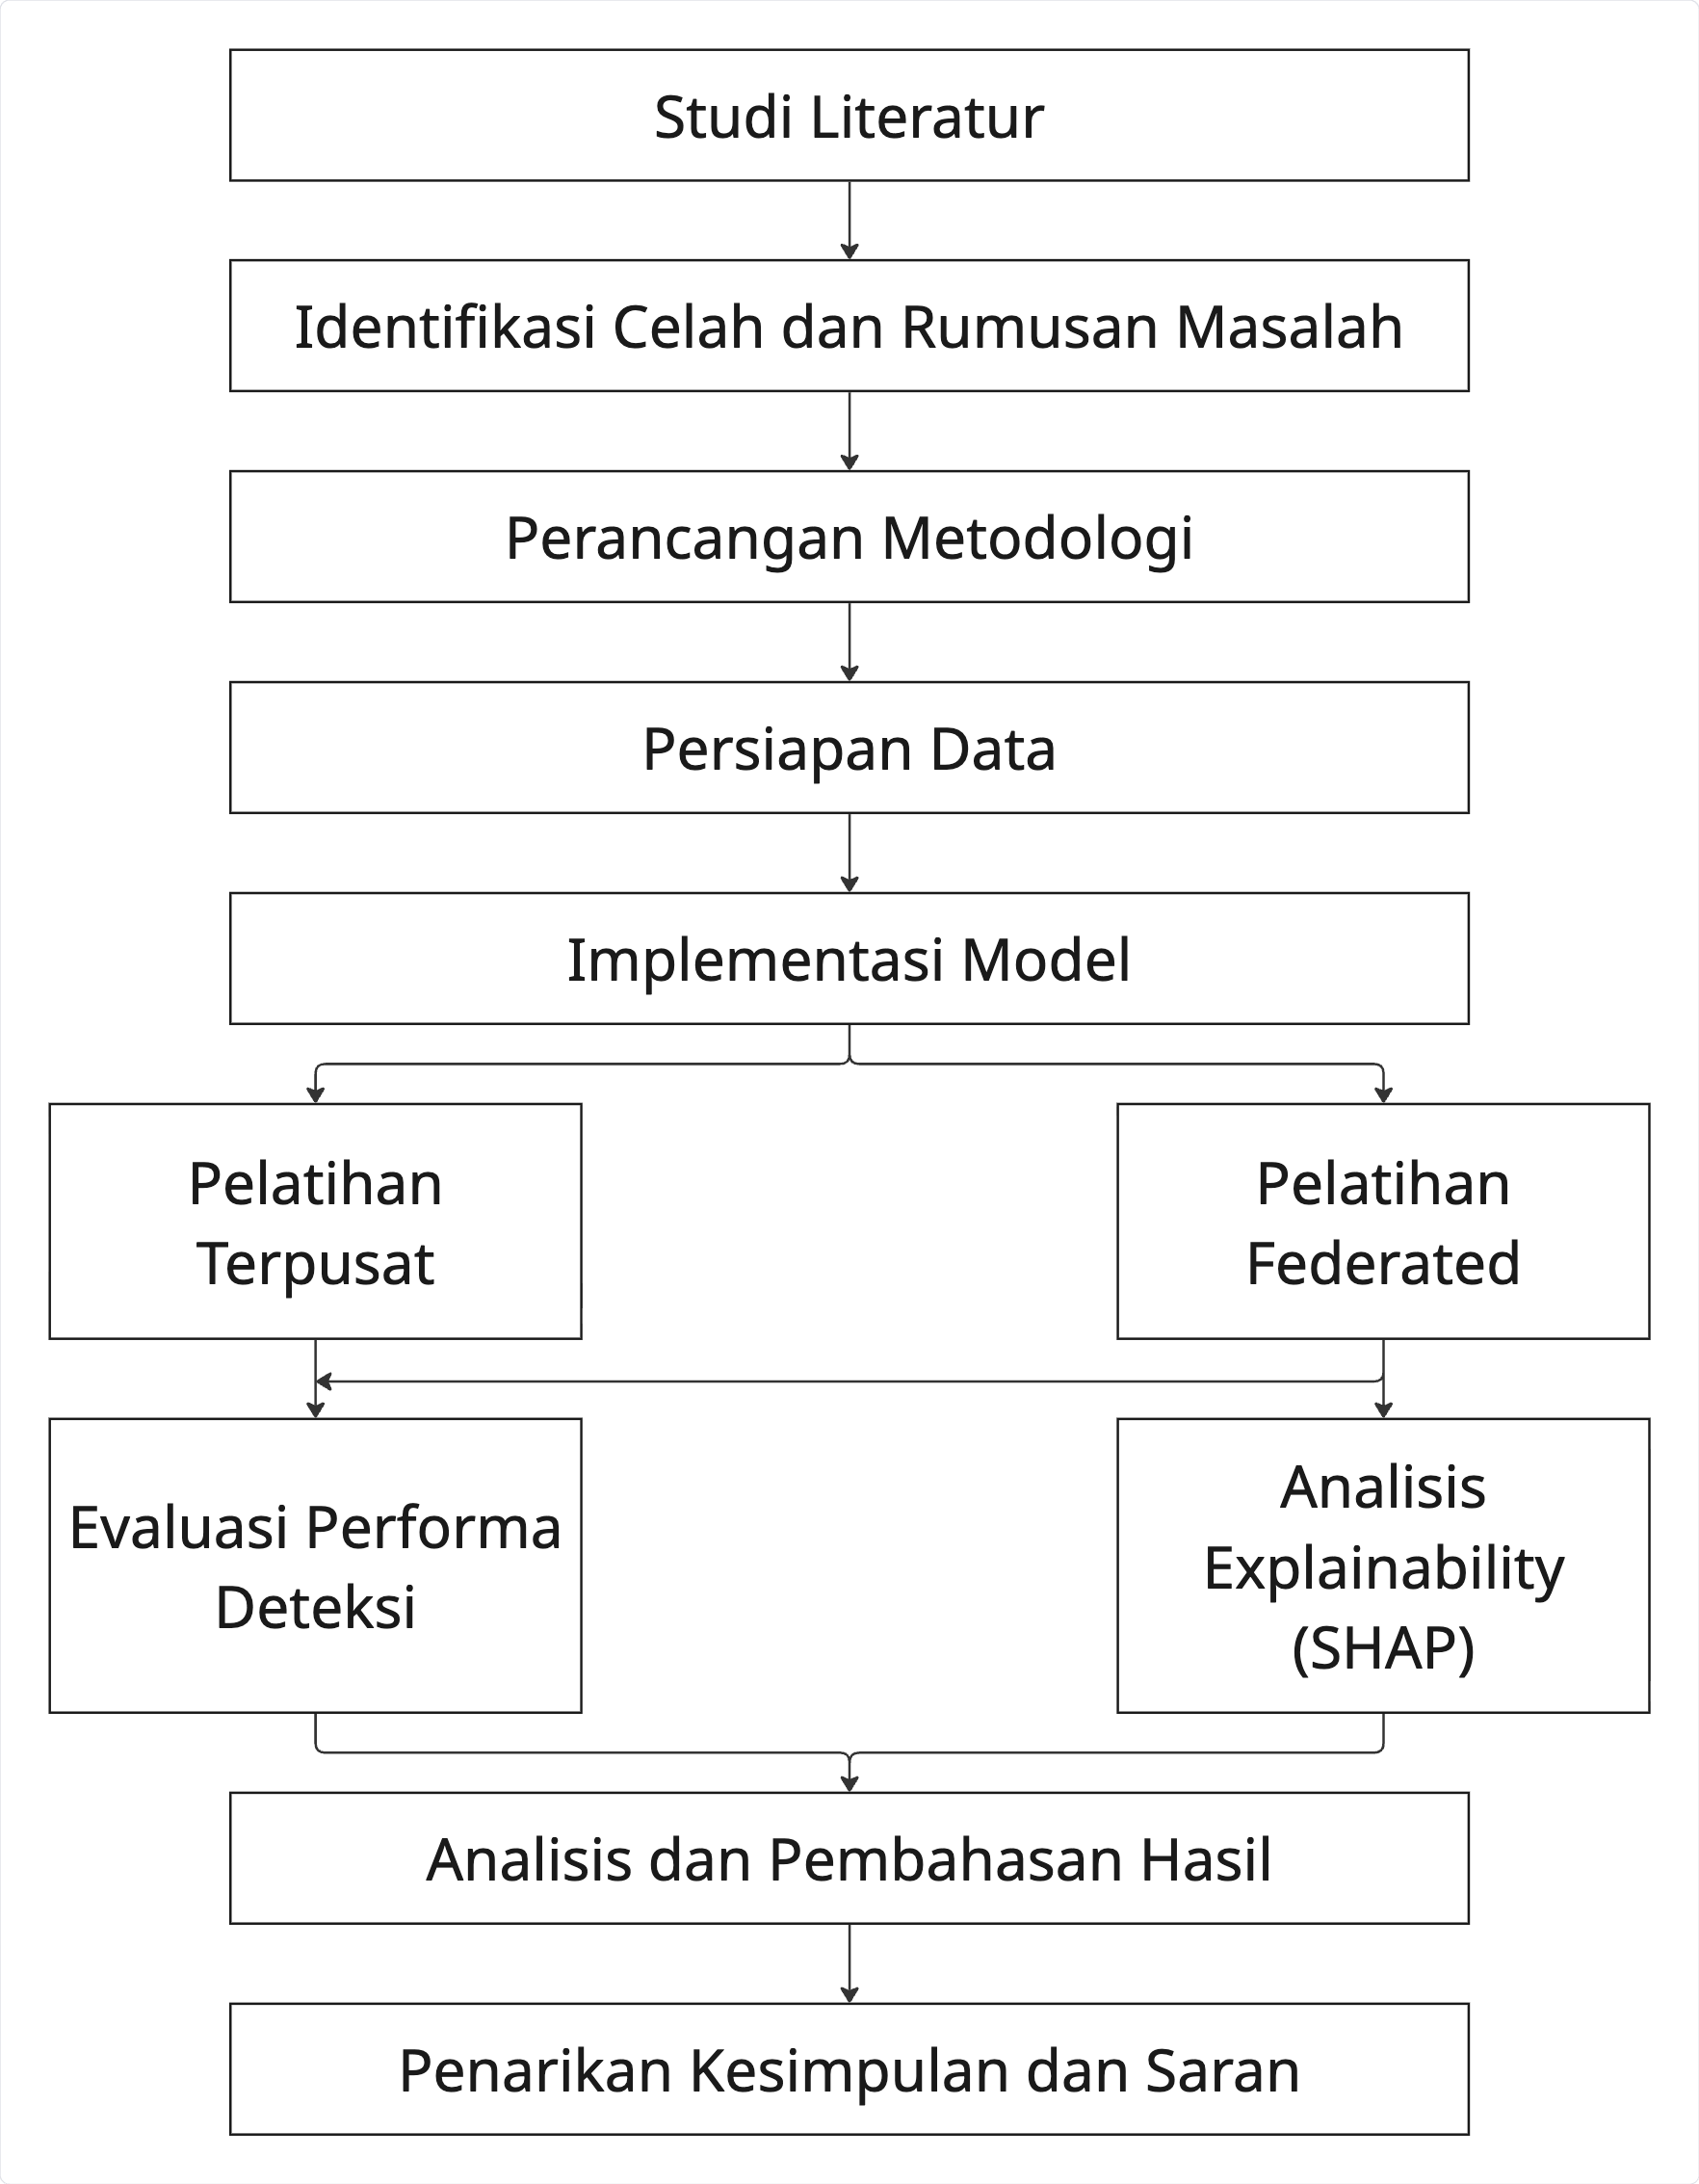 Studi Literatur
Identifikasi Celah dan Rumusan Masalah
Perancangan Metodologi
Persiapan Data
Implementasi Model
Pelatihan
Terpusat
Pelatihan
Federated
Evaluasi Performa
Deteksi
Analisis
Explainability
(SHAP)
Analisis dan Pembahasan Hasil
Penarikan Kesimpulan dan Saran